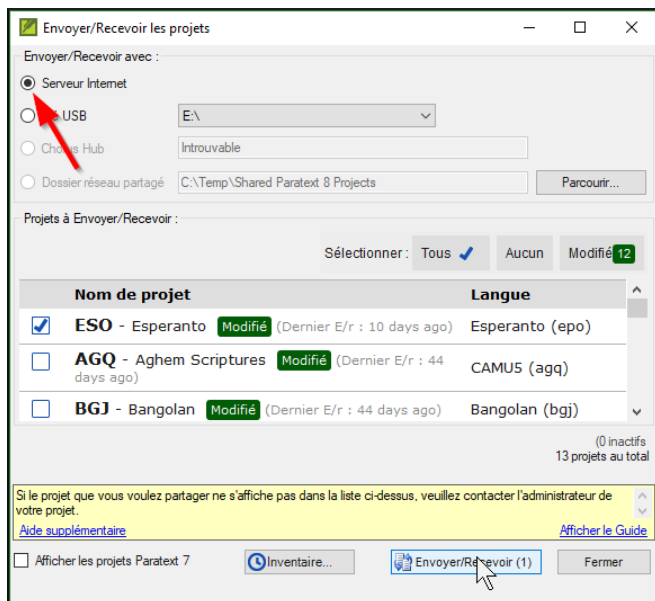 Envoyer/Recevoir les projets
Envoyer/Recevoir avec :
Serveur Internet
USB E:\
Chorus Hub Introuvable
Dossier réseau partagé C:\Temp\Shared Paratext 8 Projects Parcourir...
Projets à Envoyer/Recevoir :
Sélectionner : Tous Aucun Modifié 12
Nom de projet Langue
ESO - Esperanto Modifié (Dernier E/r : 10 days ago) Esperanto (epo)
AGQ - Aghem Scriptures Modifié (Dernier E/r : 44
days ago) CAMU5 (agq)
BGJ - Bangolan Modifié (Dernier E/r : 44 days ago) Bangolan (bgj)
(0 inactifs
13 projets au total
Si le projet que vous voulez partager ne s'affiche pas dans la liste ci-dessus, veuillez contacter l'administrateur de
votre projet.
Aide supplémentaire Afficher le Guide
Afficher les projets Paratext 7 Inventaire... Envoyer/Recevoir (1) Fermer